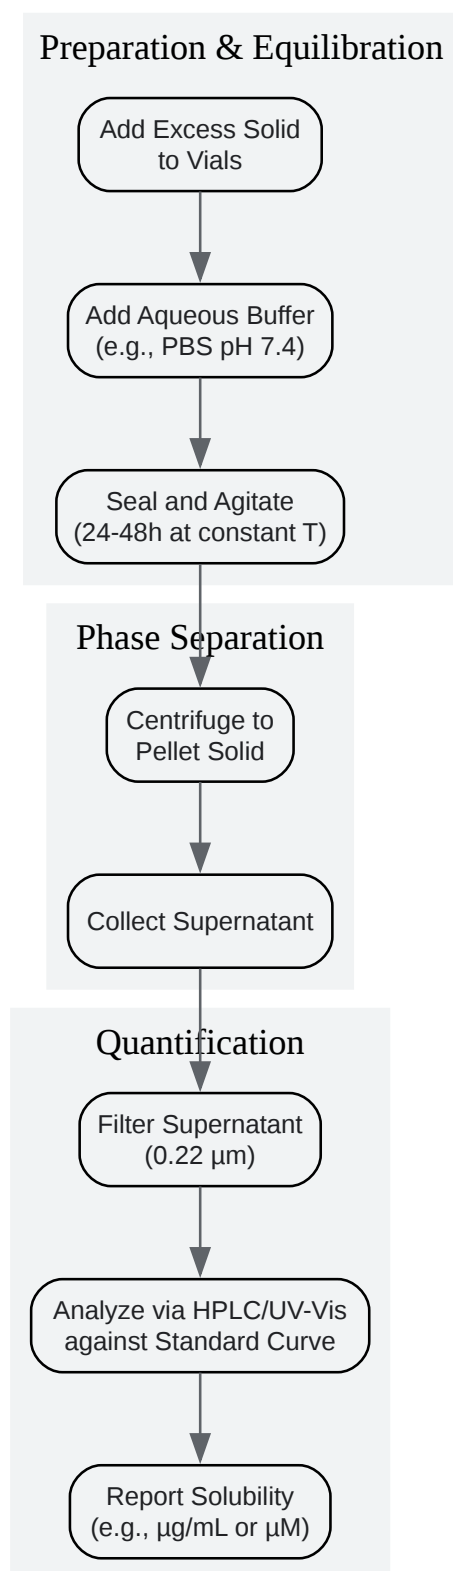 Preparation & Equilibration
Add Excess Solid
to Vials
Add Aqueous Buffer
(e.g., PBS pH 7.4)
Seal and Agitate
(24-48h at constant T)
Phase Separation
Centrifuge to
Pellet Solid
Collect Supernatant
Quantification
Filter Supernatant
(0.22 µm)
Analyze via HPLC/UV-Vis
against Standard Curve
Report Solubility
(e.g., µg/mL or µM)